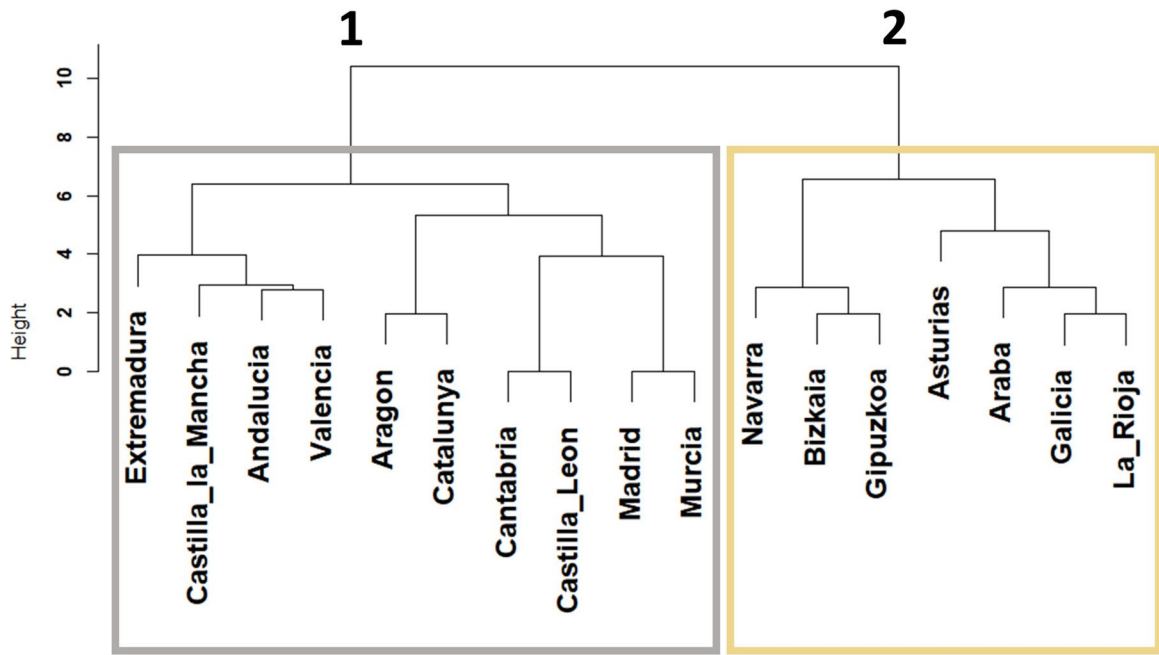 1
2
10
8
6
4
2
0
Height
Extremadura
Castilla_la_Mancha
Andalucia
Valencia
Aragon
Catalunya
Cantabria
Castilla_Leon
Madrid
Murcia
Navarra
Bizkaia
Gipuzkoa
Asturias
Araba
Galicia
La_Rioja